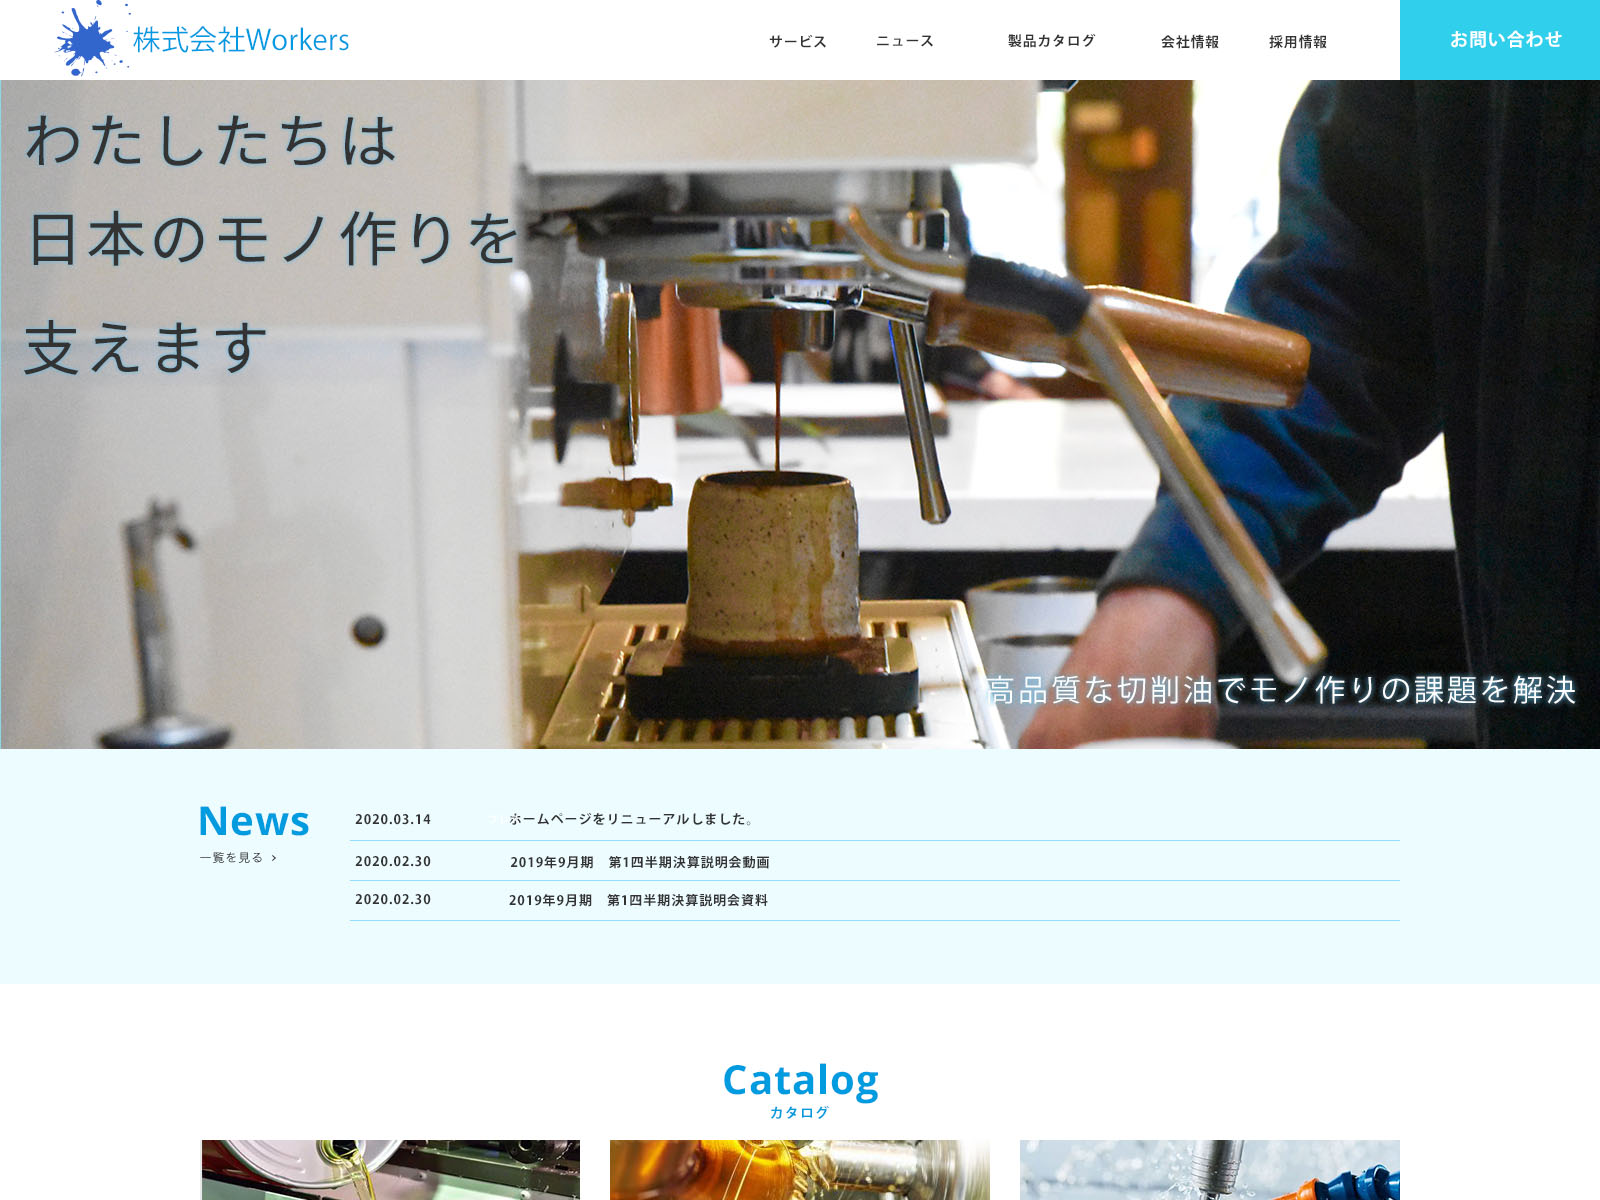 株式会社Workers
サービス
ニュース
製品カタログ
会社情報
採用情報
お問い合わせ
わたしたちは
日本のモノ作りを
支えます
高品質な切削油でモノ作りの課題を解決
News
一覧を見る >
2020.03.14 ホームページをリニューアルしました。
2020.02.30 2019年9月期　第1四半期決算説明会動画
2020.02.30 2019年9月期　第1四半期決算説明会資料
Catalog
カタログ